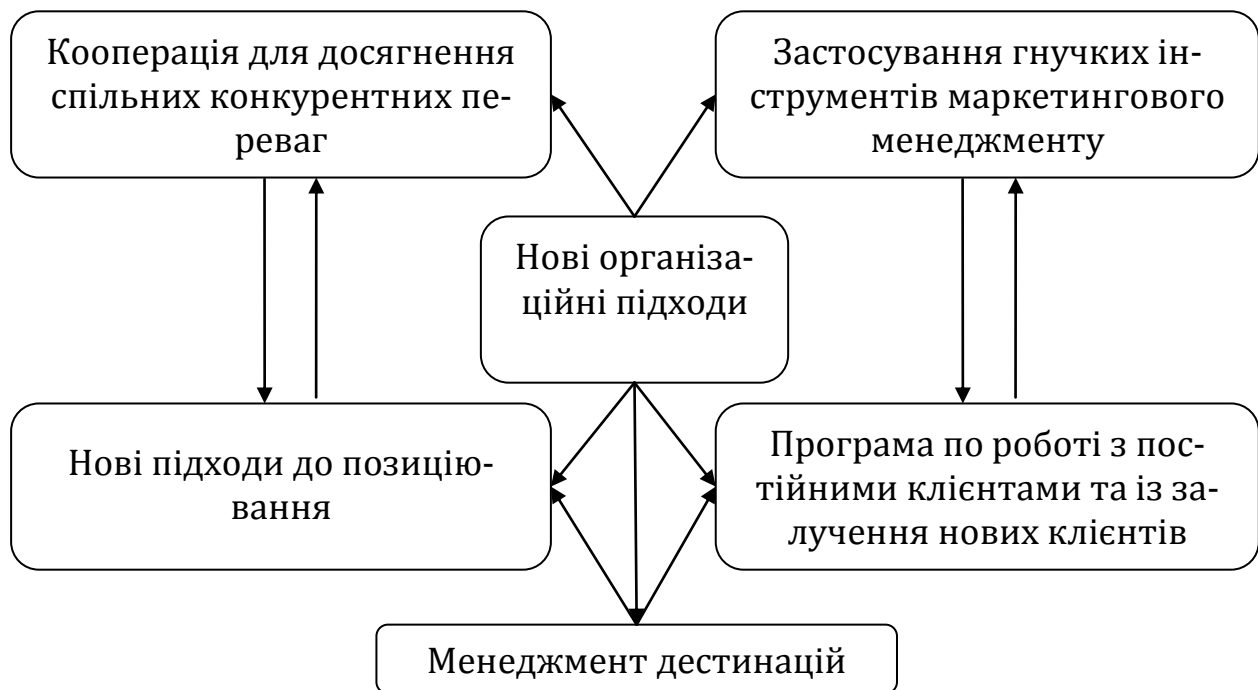 Кооперація для досягнення
спільних конкурентних пе-
реваг
Застосування гнучких ін-
струментів маркетингового
менеджменту
Нові організа-
ційні підходи
Нові підходи до позицію-
вання
Програма по роботі з пос-
тійними клієнтами та із за-
лучення нових клієнтів
Менеджмент дестинацій